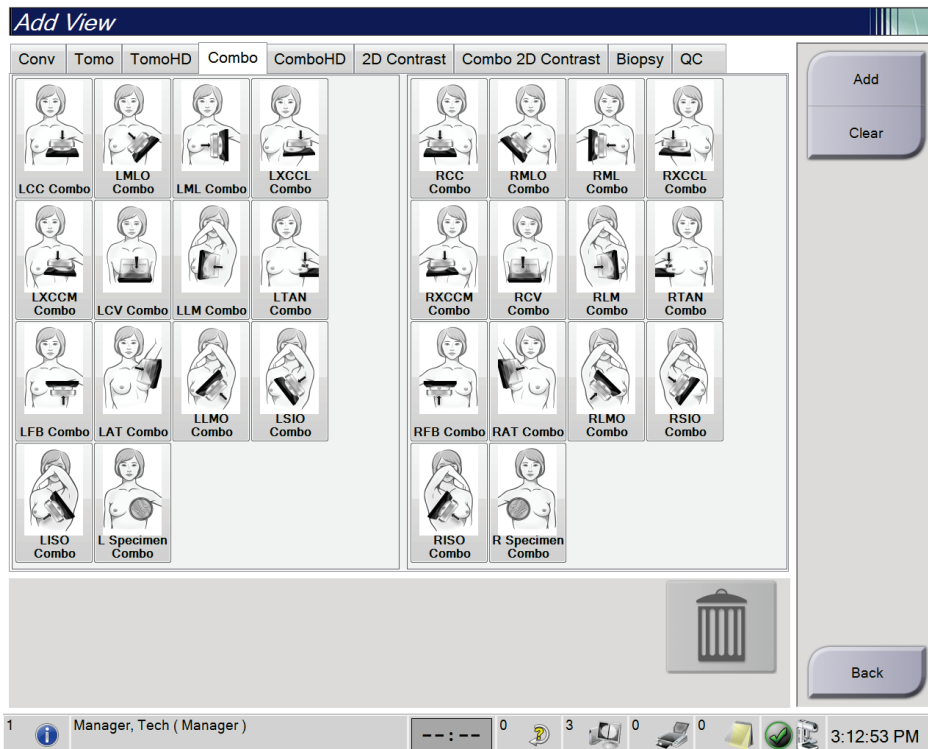 Add View
Conv Tomo TomoHD Combo ComboHD 2D Contrast Combo 2D Contrast Biopsy QC
Add
Clear
LCC Combo
LMLO
Combo
LML Combo
LXCCL
Combo
RCC
Combo
RMLO
Combo
RML
Combo
RXCCL
Combo
LXCCM
Combo
LCV Combo
LLM Combo
LTAN
Combo
RXCCM
Combo
RCV
Combo
RLM
Combo
RTAN
Combo
LFB Combo
LAT Combo
LLMO
Combo
LSIO
Combo
RFB Combo
RAT Combo
RLMO
Combo
RSIO
Combo
LISO
Combo
L Specimen
Combo
RISO
Combo
R Specimen
Combo
Back
1 Manager, Tech ( Manager ) --:-- 0 3 0 0 3:12:53 PM